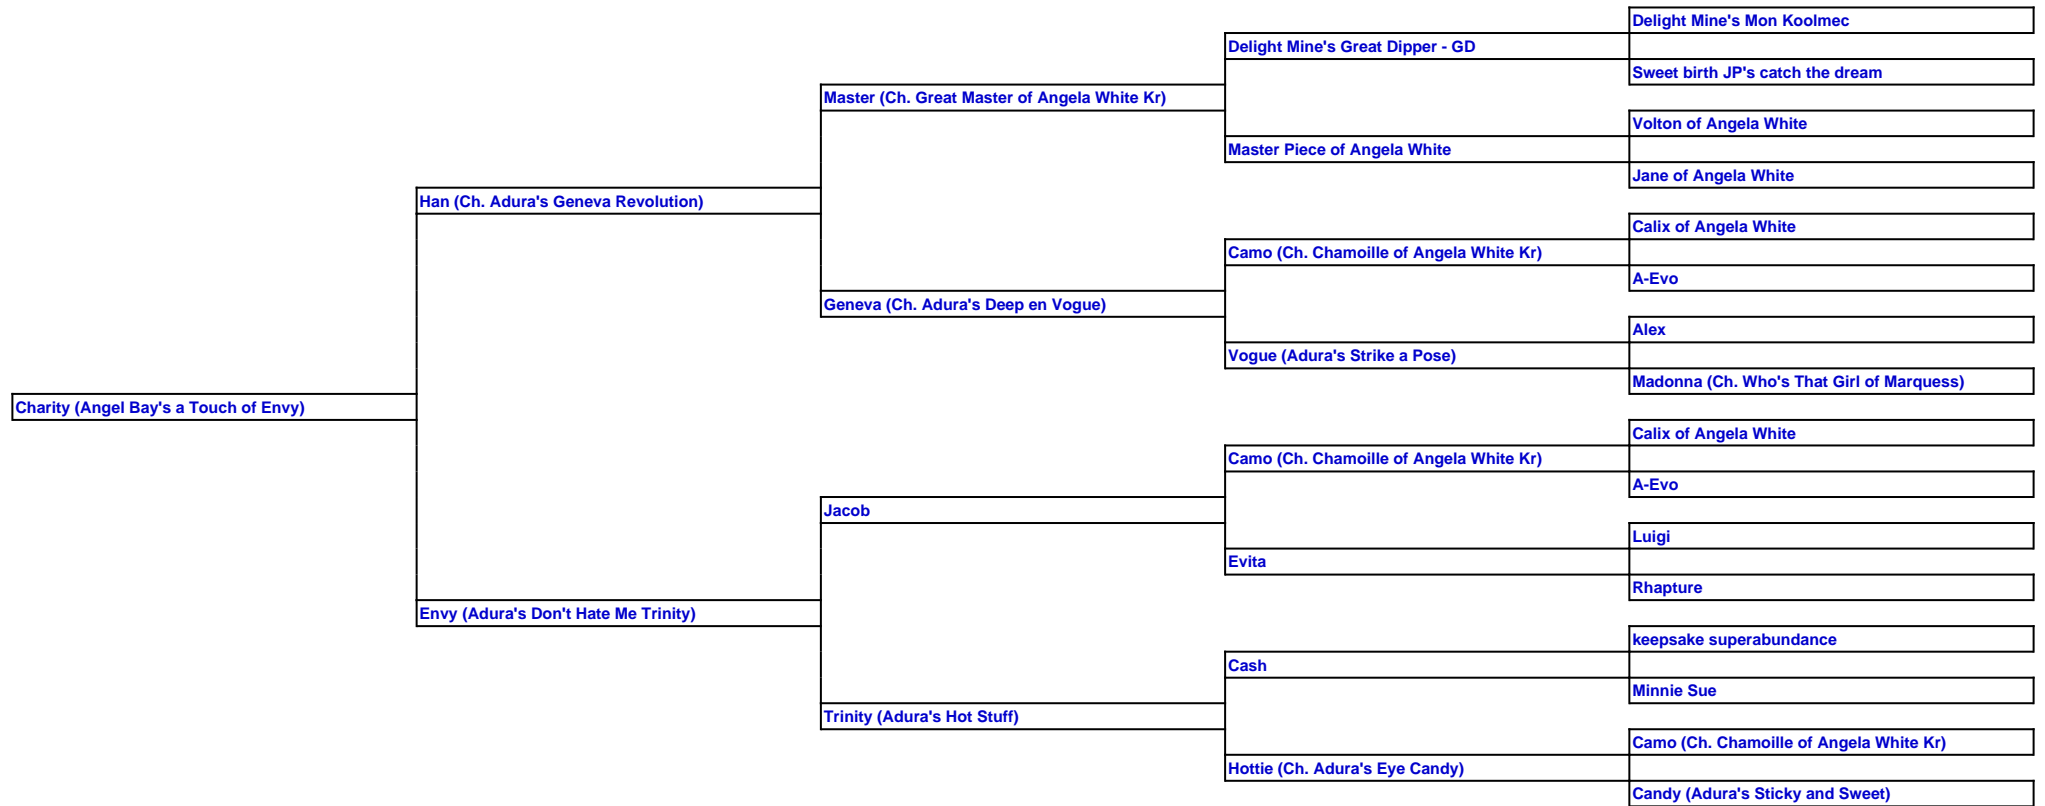 Delight Mine's Mon Koolmec
Delight Mine's Great Dipper - GD
Sweet birth JP's catch the dream
Master (Ch. Great Master of Angela White Kr)
Volton of Angela White
Master Piece of Angela White
Jane of Angela White
Han (Ch. Adura's Geneva Revolution)
Calix of Angela White
Camo (Ch. Chamoille of Angela White Kr)
A-Evo
Geneva (Ch. Adura's Deep en Vogue)
Alex
Vogue (Adura's Strike a Pose)
Madonna (Ch. Who's That Girl of Marquess)
Charity (Angel Bay's a Touch of Envy)
Calix of Angela White
Camo (Ch. Chamoille of Angela White Kr)
A-Evo
Jacob
Luigi
Evita
Rhapture
Envy (Adura's Don't Hate Me Trinity)
keepsake superabundance
Cash
Minnie Sue
Trinity (Adura's Hot Stuff)
Camo (Ch. Chamoille of Angela White Kr)
Hottie (Ch. Adura's Eye Candy)
Candy (Adura's Sticky and Sweet)